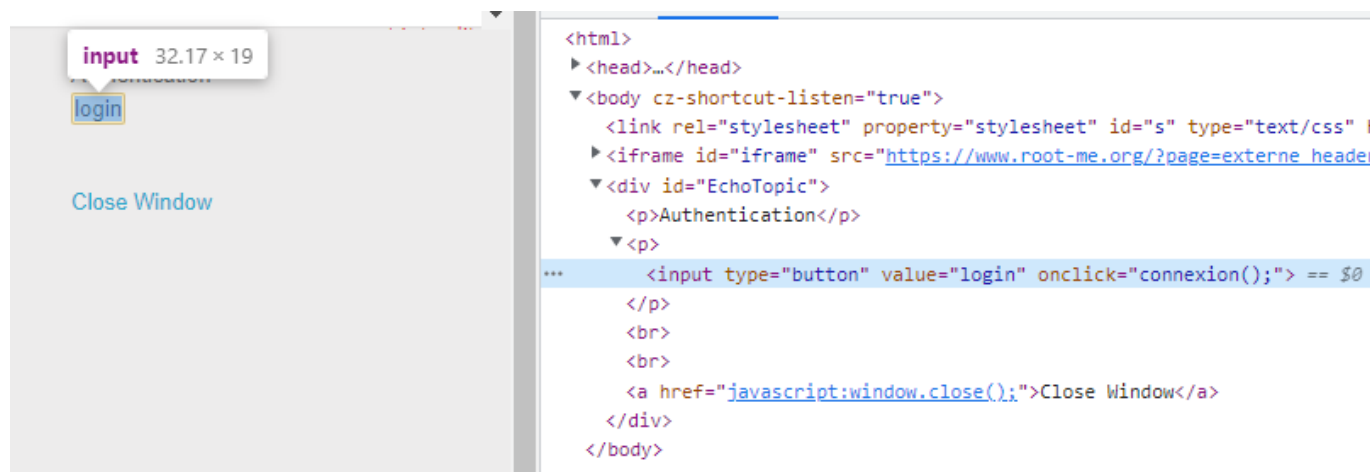 input 32.17 × 19
login
Close Window
<html>
<head>…</head>
<body cz-shortcut-listen="true">
<link rel="stylesheet" property="stylesheet" id="s" type="text/css"
<iframe id="iframe" src="https://www.root-me.org/?page=externe_header
<div id="EchoTopic">
<p>Authentication</p>
<p>
<input type="button" value="login" onclick="connexion();"> == $0
</p>
<br>
<br>
<a href="javascript:window.close();">Close Window</a>
</div>
</body>